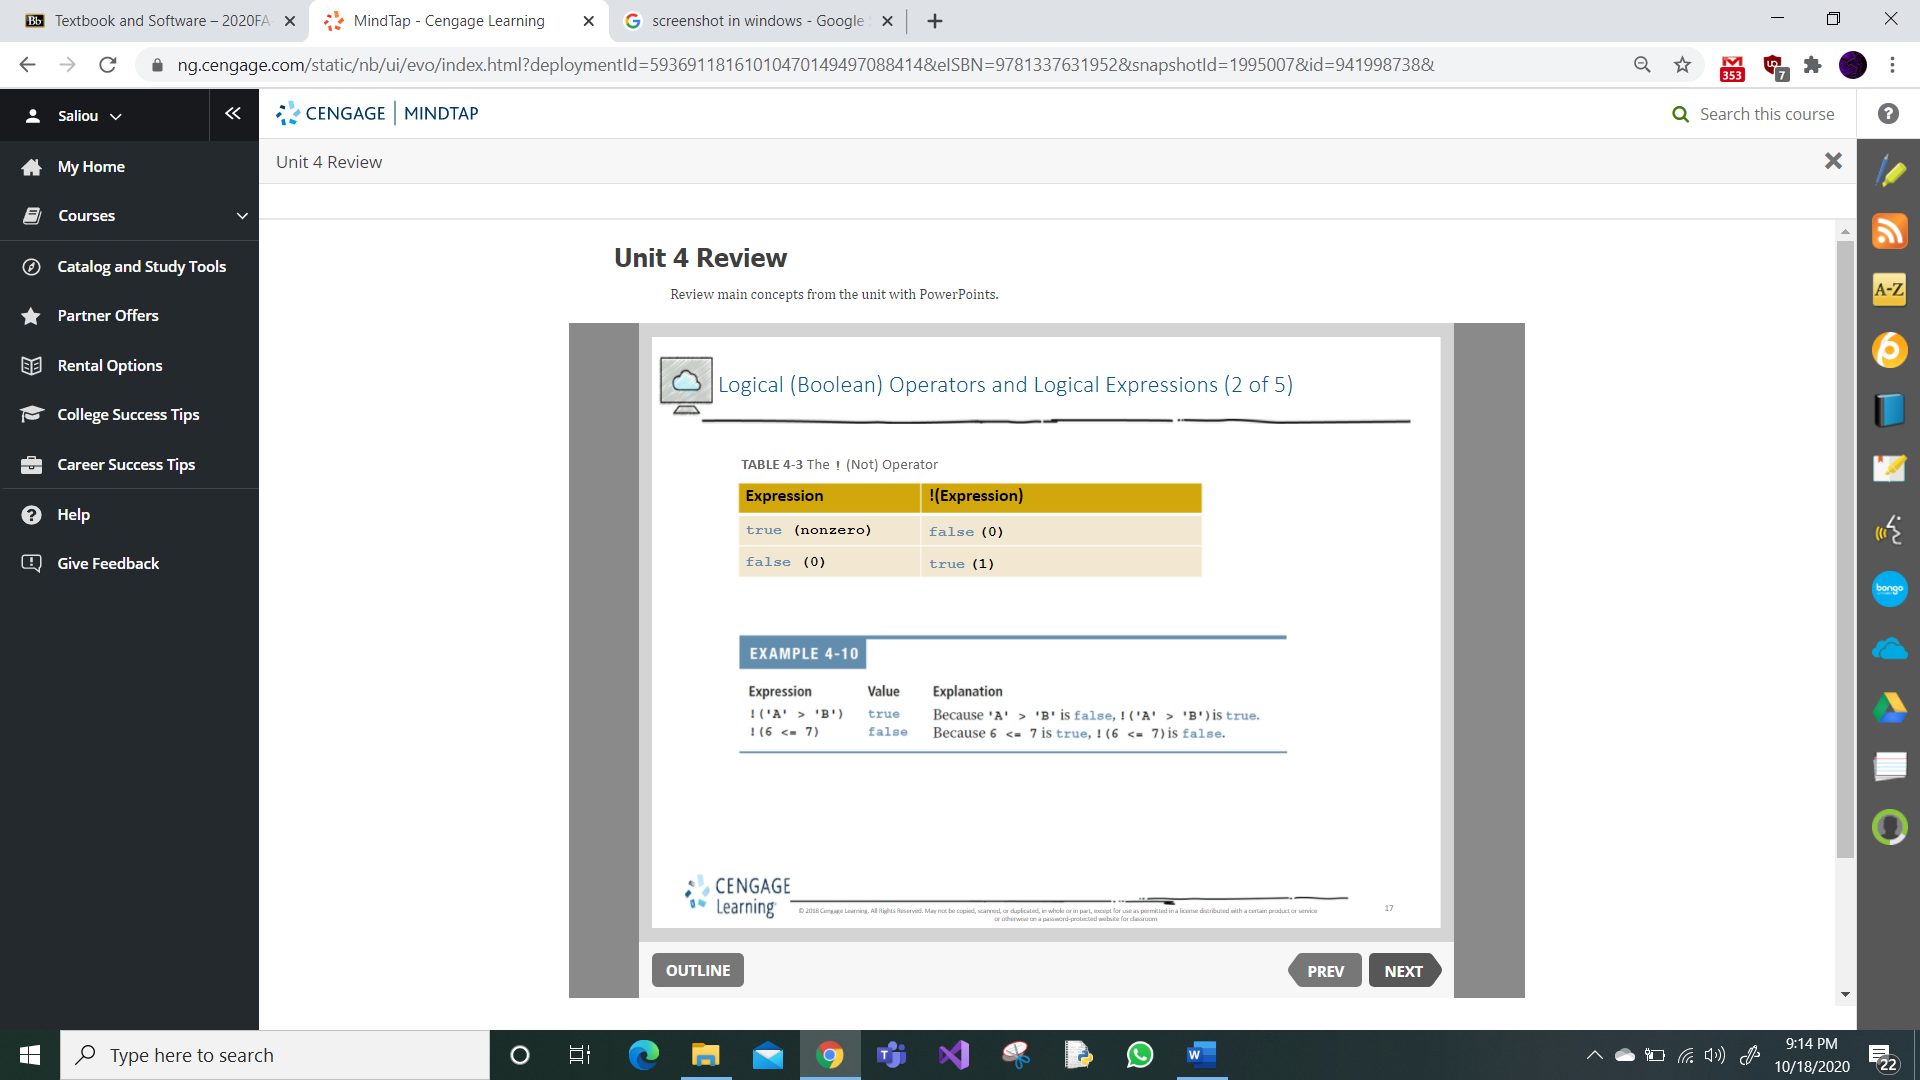 Textbook and Software – 2020FA
MindTap - Cengage Learning
screenshot in windows - Google
ng.cengage.com/static/nb/ui/evo/index.html?deploymentId=59369118161010470149497088414&eISBN=9781337631952&snapshotId=1995007&id=941998738&
353
7
Saliou
CENGAGE | MINDTAP
Search this course
Unit 4 Review
My Home
Courses
Catalog and Study Tools
Partner Offers
Rental Options
College Success Tips
Career Success Tips
Help
Give Feedback
Unit 4 Review
Review main concepts from the unit with PowerPoints.
Logical (Boolean) Operators and Logical Expressions (2 of 5)
TABLE 4-3 The ! (Not) Operator
Expression !(Expression)
true (nonzero) false (0)
false (0) true (1)
EXAMPLE 4-10
Expression Value Explanation
!('A' > 'B') true Because 'A' > 'B' is false, !('A' > 'B') is true.
!(6 <= 7) false Because 6 <= 7 is true, !(6 <= 7) is false.
CENGAGE
Learning
© 2018 Cengage Learning. All Rights Reserved. May not be copied, scanned, or duplicated, in whole or in part, except for use as permitted in a license distributed with a certain product or service
or otherwise on a password-protected website for classroom
17
OUTLINE
PREV
NEXT
A-Z
bongo
Type here to search
9:14 PM
10/18/2020
22